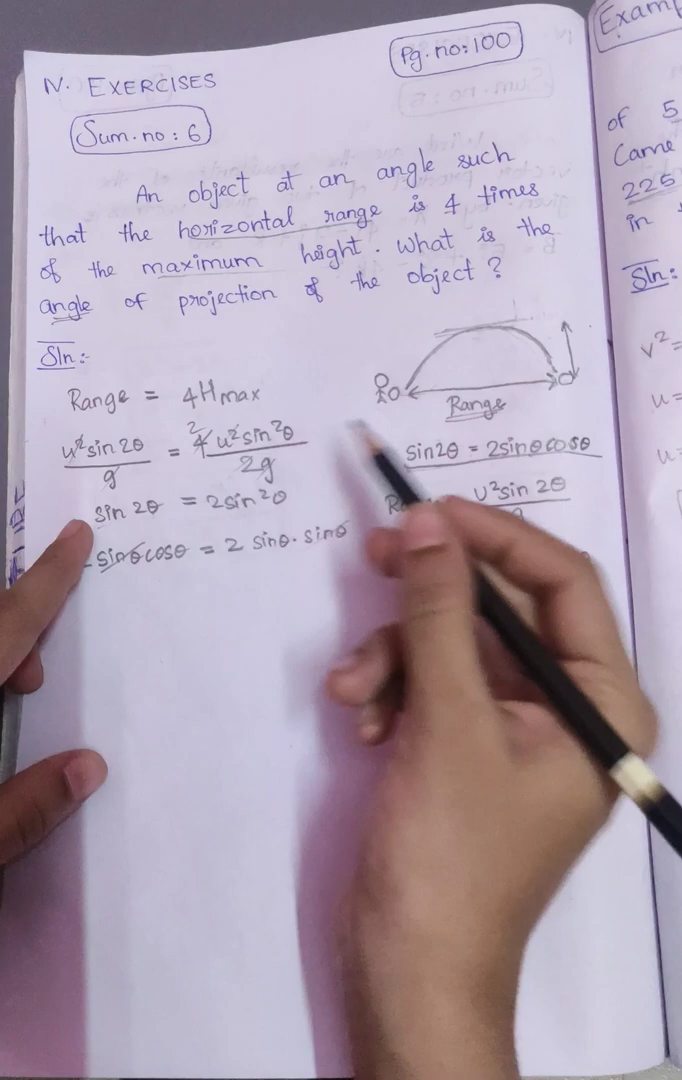 IV. EXERCISES
Pg. no: 100
Sum. no: 6
An object at an angle such
that the horizontal range is 4 times
of the maximum height. What is the
angle of projection of the object?
Sln:-
Range = 4Hmax
u²sin2θ/g = 4u²sin²θ/2g
2
sin 2θ = 2sin²θ
sinθcosθ = 2 sinθ. sinθ
Range
sin2θ = 2sinθcosθ
u²sin 2θ
Exam
of 5
Came
225
in
Sln:
v² =
u =
u =